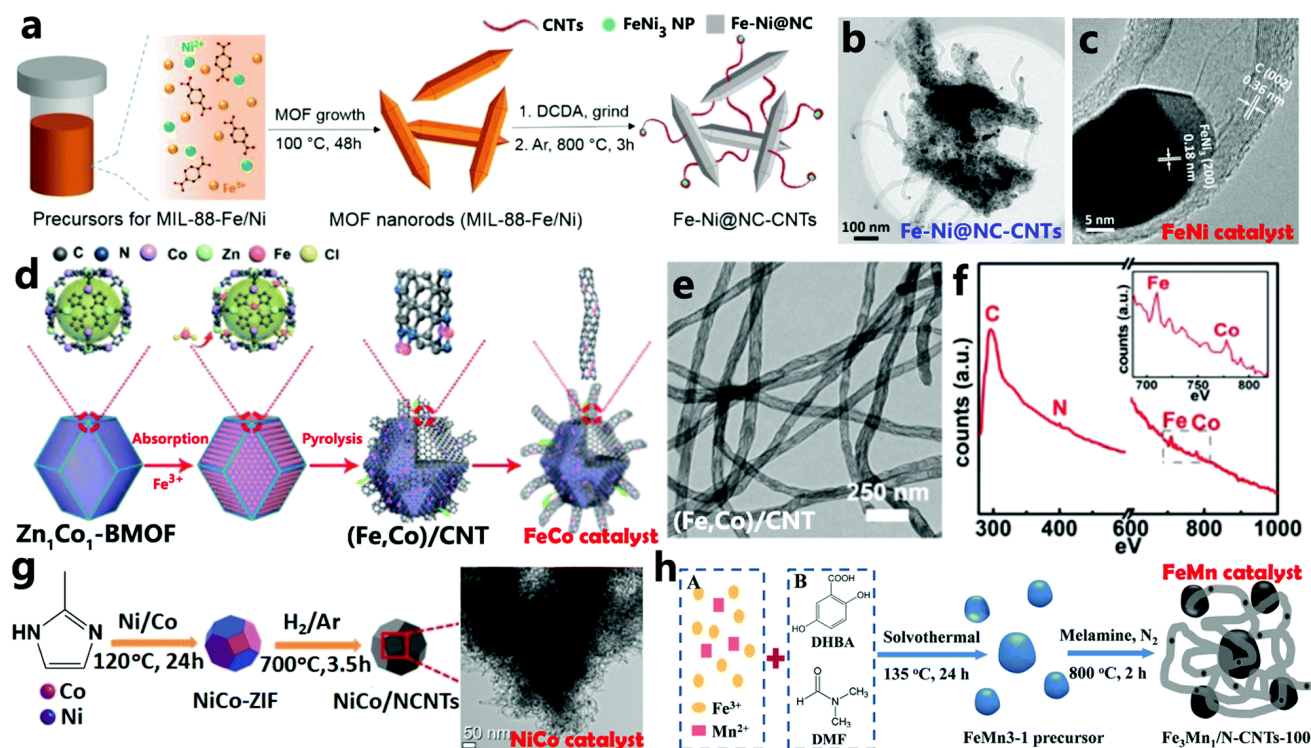 a
CNTs
FeNi₃ NP
Fe-Ni@NC
Ni²⁺
Fe³⁺
MOF growth
100 °C, 48h
1. DCDA, grind
2. Ar, 800 °C, 3h
Precursors for MIL-88-Fe/Ni
MOF nanorods (MIL-88-Fe/Ni)
Fe-Ni@NC-CNTs
b
100 nm
Fe-Ni@NC-CNTs
c
C (002)
0.36 nm
FeNi₃ (200)
0.18 nm
5 nm
FeNi catalyst
d
C N Co Zn Fe Cl
Absorption
Fe³⁺
Pyrolysis
Zn₁Co₁-BMOF
(Fe,Co)/CNT
FeCo catalyst
e
250 nm
(Fe,Co)/CNT
f
counts (a.u.)
C
N
Fe Co
300 400 600 800 1000
eV
counts (a.u.)
Fe
Co
700 750 800
eV
g
HN
N
Co
Ni
Ni/Co
120°C, 24h
NiCo-ZIF
H₂/Ar
700°C,3.5h
NiCo/NCNTs
50 nm
NiCo catalyst
h
A
Fe³⁺
Mn²⁺
B
COOH
OH
HO
DHBA
O
H
N
CH₃
CH₃
DMF
Solvothermal
135 °C, 24 h
FeMn3-1 precursor
Melamine, N₂
800 °C, 2 h
FeMn catalyst
Fe₃Mn₁/N-CNTs-100